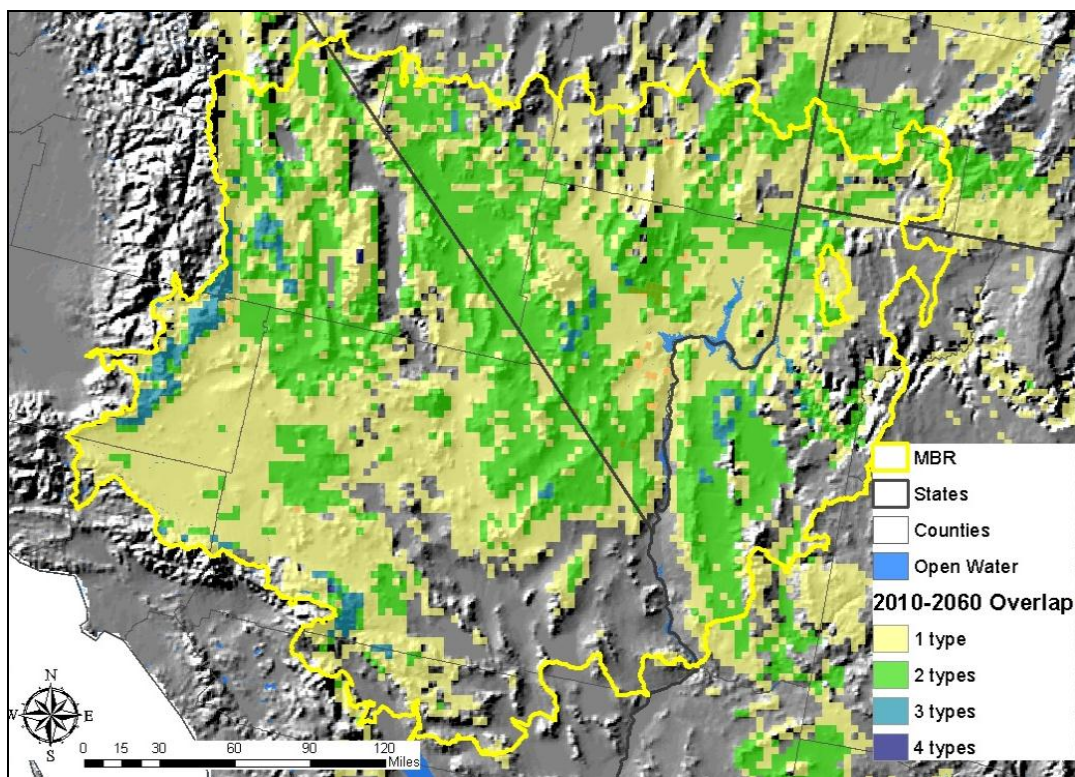 MBR
States
Counties
Open Water
2010-2060 Overlap
1 type
2 types
3 types
4 types
N
W E
S
0 15 30 60 90 120
Miles